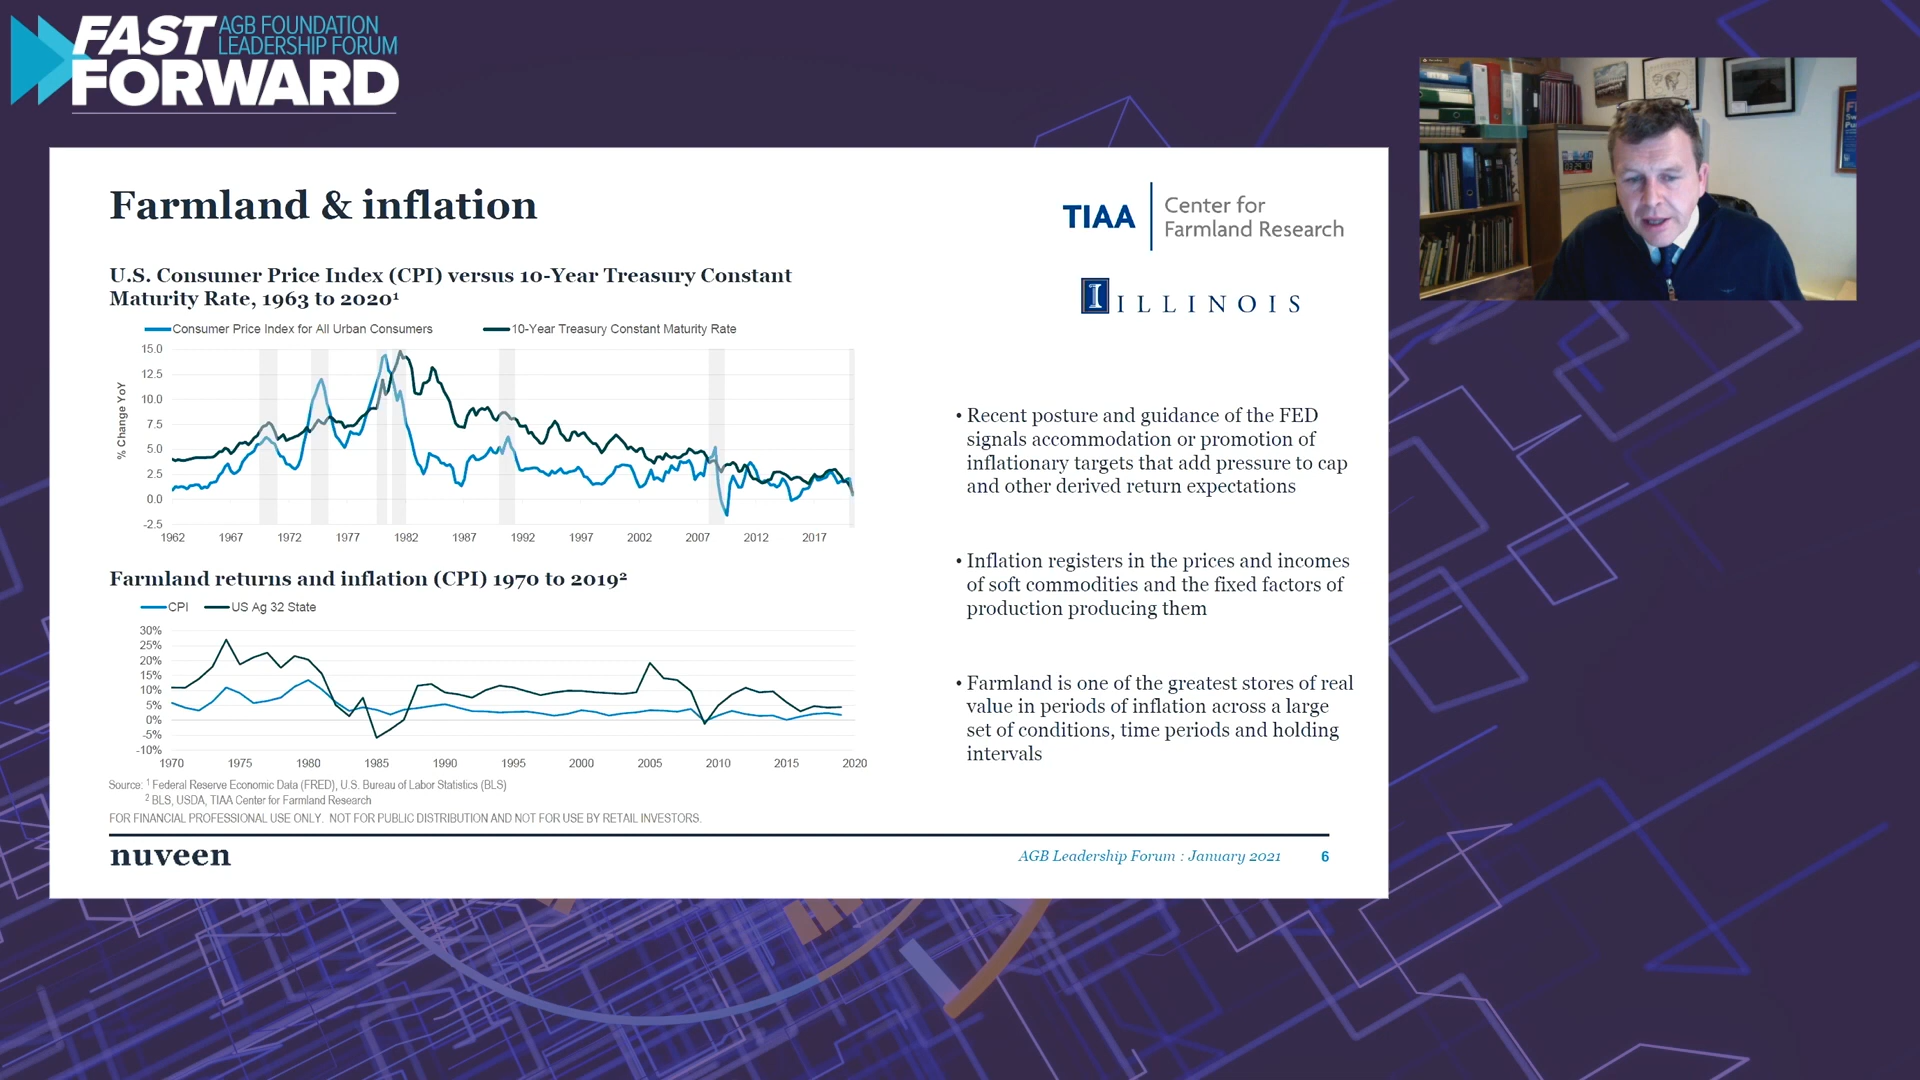 FAST AGB FOUNDATION
LEADERSHIP FORUM
FORWARD
Farmland & inflation
TIAA Center for
Farmland Research
I ILLINOIS
U.S. Consumer Price Index (CPI) versus 10-Year Treasury Constant
Maturity Rate, 1963 to 2020¹
Consumer Price Index for All Urban Consumers 10-Year Treasury Constant Maturity Rate
% Change YoY
15.0
12.5
10.0
7.5
5.0
2.5
0.0
-2.5
1962 1967 1972 1977 1982 1987 1992 1997 2002 2007 2012 2017
Farmland returns and inflation (CPI) 1970 to 2019²
CPI US Ag 32 State
30%
25%
20%
15%
10%
5%
0%
-5%
-10%
1970 1975 1980 1985 1990 1995 2000 2005 2010 2015 2020
Source: ¹ Federal Reserve Economic Data (FRED), U.S. Bureau of Labor Statistics (BLS)
² BLS, USDA, TIAA Center for Farmland Research
FOR FINANCIAL PROFESSIONAL USE ONLY. NOT FOR PUBLIC DISTRIBUTION AND NOT FOR USE BY RETAIL INVESTORS.
• Recent posture and guidance of the FED
signals accommodation or promotion of
inflationary targets that add pressure to cap
and other derived return expectations
• Inflation registers in the prices and incomes
of soft commodities and the fixed factors of
production producing them
• Farmland is one of the greatest stores of real
value in periods of inflation across a large
set of conditions, time periods and holding
intervals
nuveen
AGB Leadership Forum : January 2021 6